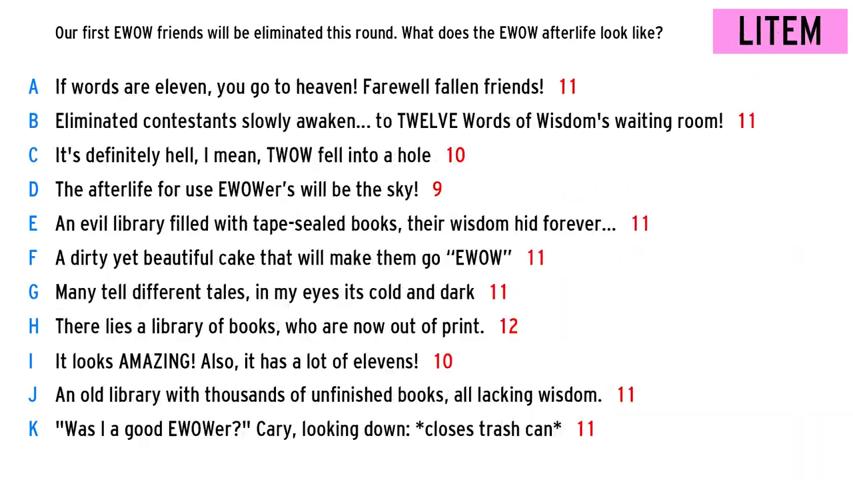 Our first EWOW friends will be eliminated this round. What does the EWOW afterlife look like?
LITEM
A If words are eleven, you go to heaven! Farewell fallen friends! 11
B Eliminated contestants slowly awaken... to TWELVE Words of Wisdom's waiting room! 11
C It's definitely hell, I mean, TWOW fell into a hole 10
D The afterlife for use EWOWer’s will be the sky! 9
E An evil library filled with tape-sealed books, their wisdom hid forever... 11
F A dirty yet beautiful cake that will make them go “EWOW” 11
G Many tell different tales, in my eyes its cold and dark 11
H There lies a library of books, who are now out of print. 12
I It looks AMAZING! Also, it has a lot of elevens! 10
J An old library with thousands of unfinished books, all lacking wisdom. 11
K "Was I a good EWOWer?" Cary, looking down: *closes trash can* 11